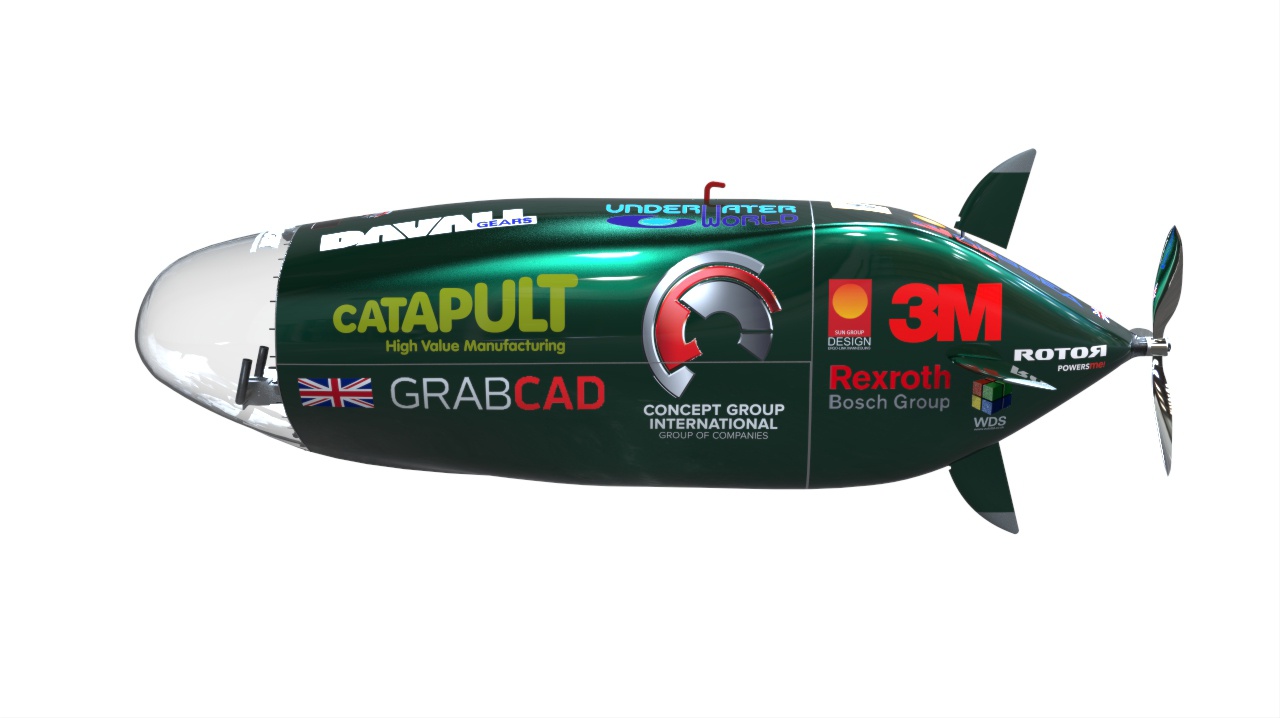 DAVALL GEARS
UNDERWATER
WORLD
CATAPULT
High Value Manufacturing
GRABCAD
CONCEPT GROUP
INTERNATIONAL
GROUP OF COMPANIES
SUN GROUP
DESIGN
3M
Rexroth
Bosch Group
ROTOR
POWERS
WDS